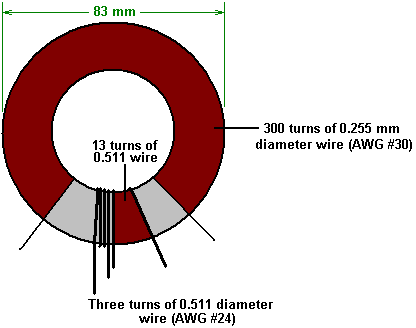 83 mm
13 turns of
0.511 wire
300 turns of 0.255 mm
diameter wire (AWG #30)
Three turns of 0.511 diameter
wire (AWG #24)